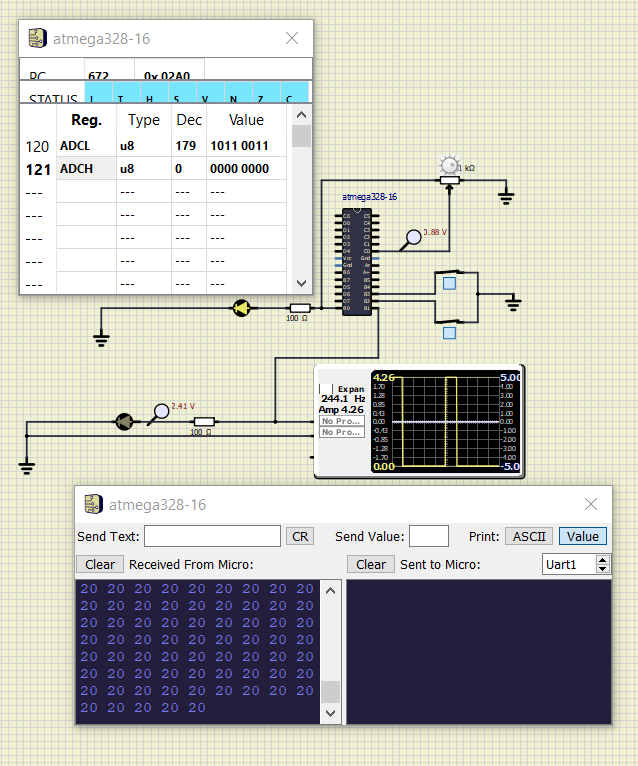 atmega328-16
PC 672 0x 02A0
STATUS I T H S V N Z C
Reg. Type Dec Value
120 ADCL u8 179 1011 0011
121 ADCH u8 0 0000 0000
--- --- --- ---
--- --- --- ---
--- --- --- ---
--- --- --- ---
--- --- --- ---
1 kΩ
atmega328-16
0.88 V
100 Ω
2.41 V
100 Ω
Expan
244.1 Hz
Amp 4.26
No Pro...
No Pro...
4.26 5.00
1.70 4.00
1.28 3.00
0.85 2.00
0.43 1.00
0.00 0.00
-0.43 -1.00
-0.85 -2.00
-1.28 -3.00
-1.70 -4.00
0.00 -5.0
atmega328-16
Send Text: CR Send Value: Print: ASCII Value
Clear Received From Micro: Clear Sent to Micro: Uart1
20 20 20 20 20 20 20 20 20
20 20 20 20 20 20 20 20 20
20 20 20 20 20 20 20 20 20
20 20 20 20 20 20 20 20 20
20 20 20 20 20 20 20 20 20
20 20 20 20 20 20 20 20 20
20 20 20 20 20 20 20 20 20
20 20 20 20 20